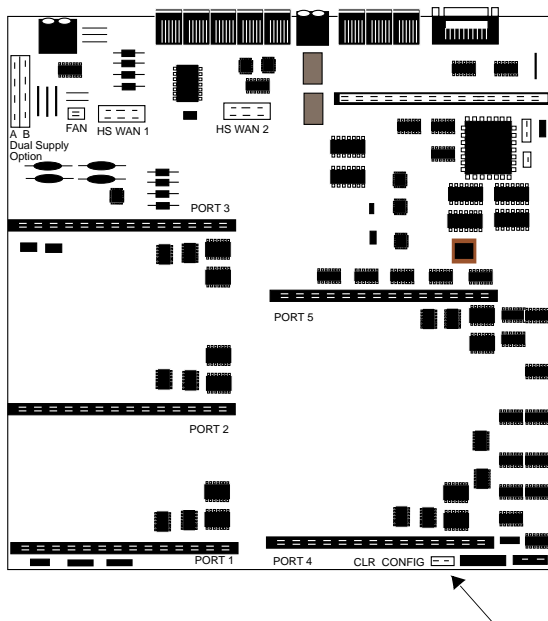 A B
Dual Supply
Option
FAN
HS WAN 1
HS WAN 2
PORT 3
PORT 5
PORT 2
PORT 1
PORT 4
CLR CONFIG